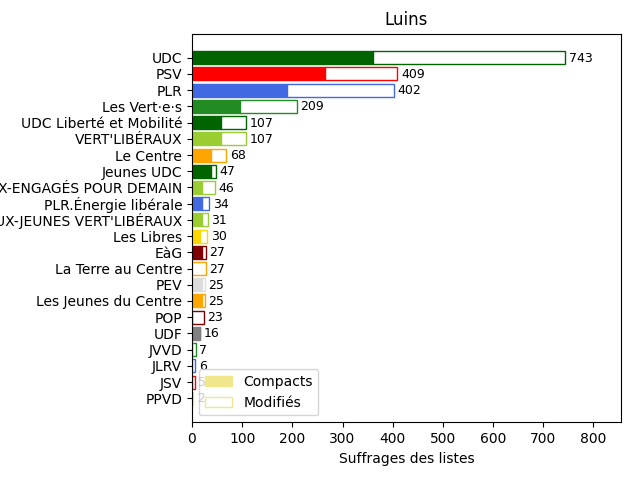 Luins
UDC 743
PSV 409
PLR 402
Les Vert·e·s 209
UDC Liberté et Mobilité 107
VERT'LIBÉRAUX 107
Le Centre 68
Jeunes UDC 47
X-ENGAGÉS POUR DEMAIN 46
PLR.Énergie libérale 34
UX-JEUNES VERT'LIBÉRAUX 31
Les Libres 30
EàG 27
La Terre au Centre 27
PEV 25
Les Jeunes du Centre 25
POP 23
UDF 16
JVVD 7
JLRV 6
JSV 5
PPVD 2
Compacts
Modifiés
0 100 200 300 400 500 600 700 800
Suffrages des listes